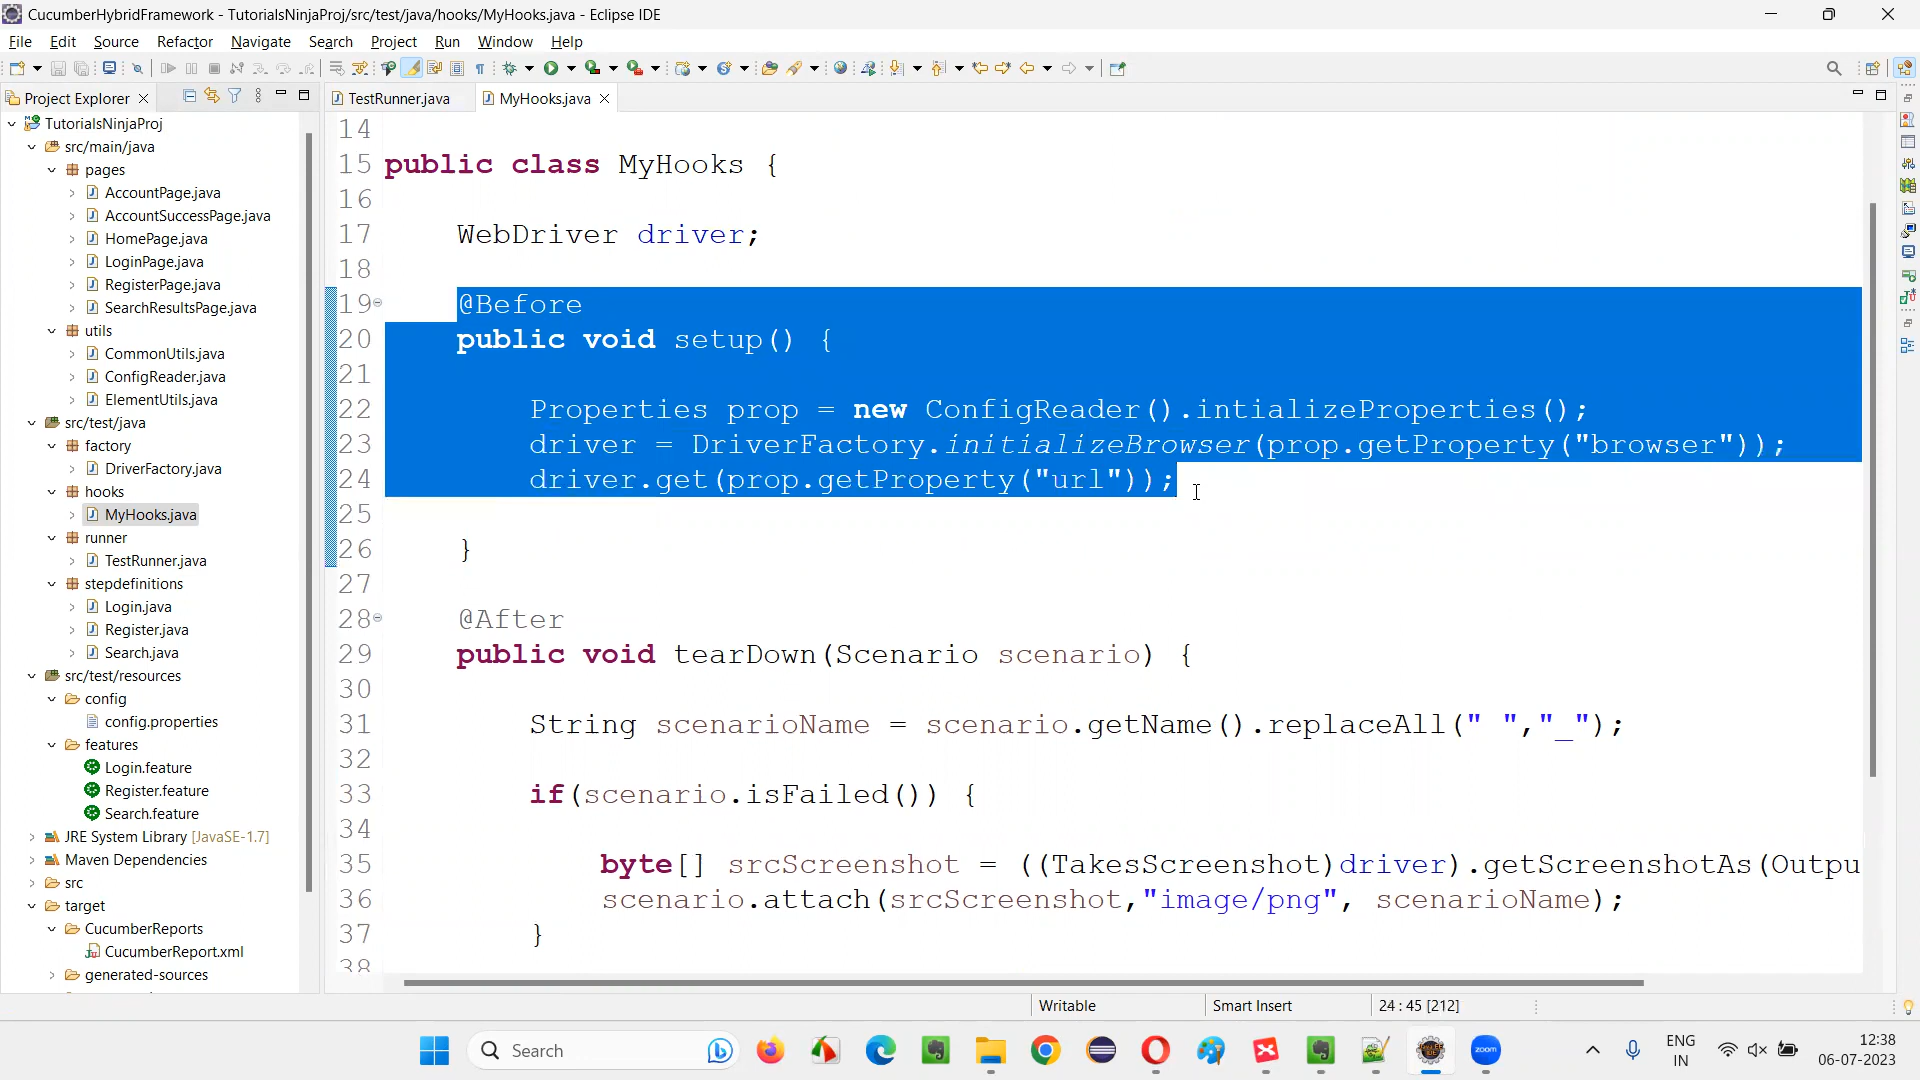 CucumberHybridFramework - TutorialsNinjaProj/src/test/java/hooks/MyHooks.java - Eclipse IDE
File Edit Source Refactor Navigate Search Project Run Window Help
Project Explorer
TestRunner.java
MyHooks.java
TutorialsNinjaProj
src/main/java
pages
AccountPage.java
AccountSuccessPage.java
HomePage.java
LoginPage.java
RegisterPage.java
SearchResultsPage.java
utils
CommonUtils.java
ConfigReader.java
ElementUtils.java
src/test/java
factory
DriverFactory.java
hooks
MyHooks.java
runner
TestRunner.java
stepdefinitions
Login.java
Register.java
Search.java
src/test/resources
config
config.properties
features
Login.feature
Register.feature
Search.feature
JRE System Library [JavaSE-1.7]
Maven Dependencies
src
target
CucumberReports
CucumberReport.xml
generated-sources
14
15 public class MyHooks {
16
17 WebDriver driver;
18
19 @Before
20 public void setup() {
21
22 Properties prop = new ConfigReader().intializeProperties();
23 driver = DriverFactory.initializeBrowser(prop.getProperty("browser"));
24 driver.get(prop.getProperty("url"));
25
26 }
27
28 @After
29 public void tearDown(Scenario scenario) {
30
31 String scenarioName = scenario.getName().replaceAll(" ","_");
32
33 if(scenario.isFailed()) {
34
35 byte[] srcScreenshot = ((TakesScreenshot)driver).getScreenshotAs(Outpu
36 scenario.attach(srcScreenshot,"image/png", scenarioName);
37 }
38
Writable
Smart Insert
24 : 45 [212]
Search
zoom
ENG
IN
12:38
06-07-2023